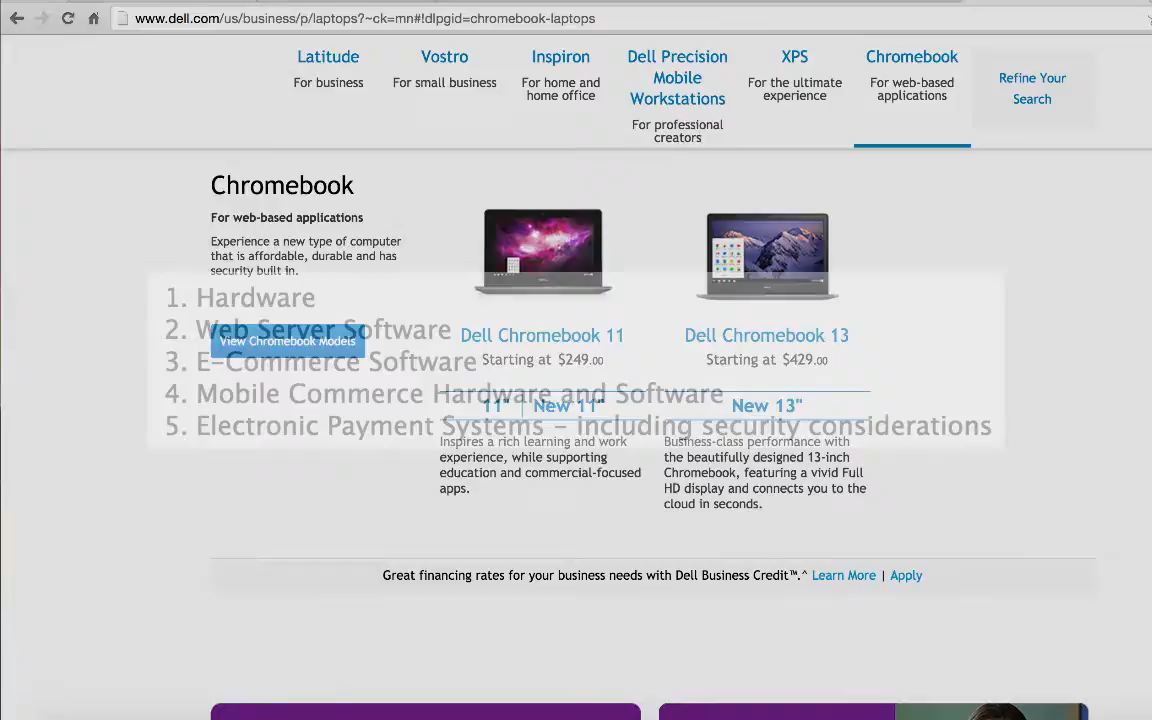 www.dell.com/us/business/p/laptops?~ck=mn#!dlpgid=chromebook-laptops
Latitude
For business
Vostro
For small business
Inspiron
For home and
home office
Dell Precision
Mobile
Workstations
For professional
creators
XPS
For the ultimate
experience
Chromebook
For web-based
applications
Refine Your
Search
Chromebook
For web-based applications
Experience a new type of computer
that is affordable, durable and has
security built in.
View Chromebook Models
1. Hardware
2. Web Server Software
3. E-Commerce Software
4. Mobile Commerce Hardware and Software
5. Electronic Payment Systems – including security considerations
Dell Chromebook 11
Starting at $249.00
11" | New 11"
Inspires a rich learning and work
experience, while supporting
education and commercial-focused
apps.
Dell Chromebook 13
Starting at $429.00
New 13"
Business-class performance with
the beautifully designed 13-inch
Chromebook, featuring a vivid Full
HD display and connects you to the
cloud in seconds.
Great financing rates for your business needs with Dell Business Credit™.^ Learn More | Apply